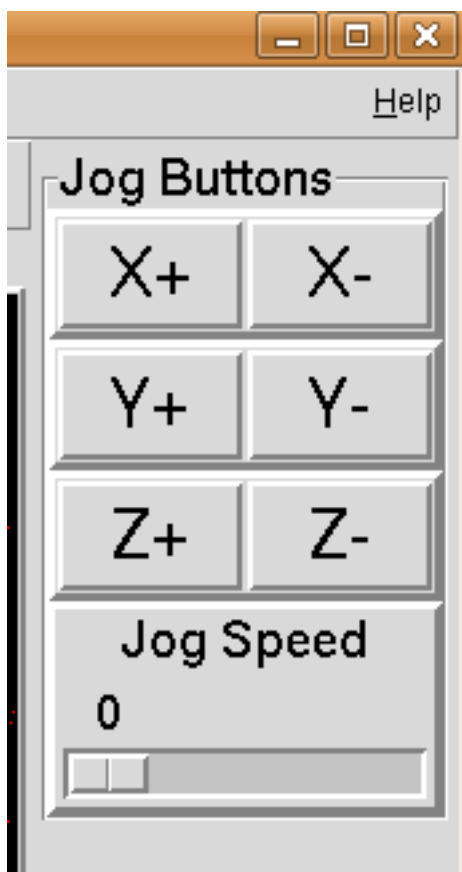 Help
Jog Buttons
X+ X-
Y+ Y-
Z+ Z-
Jog Speed
0